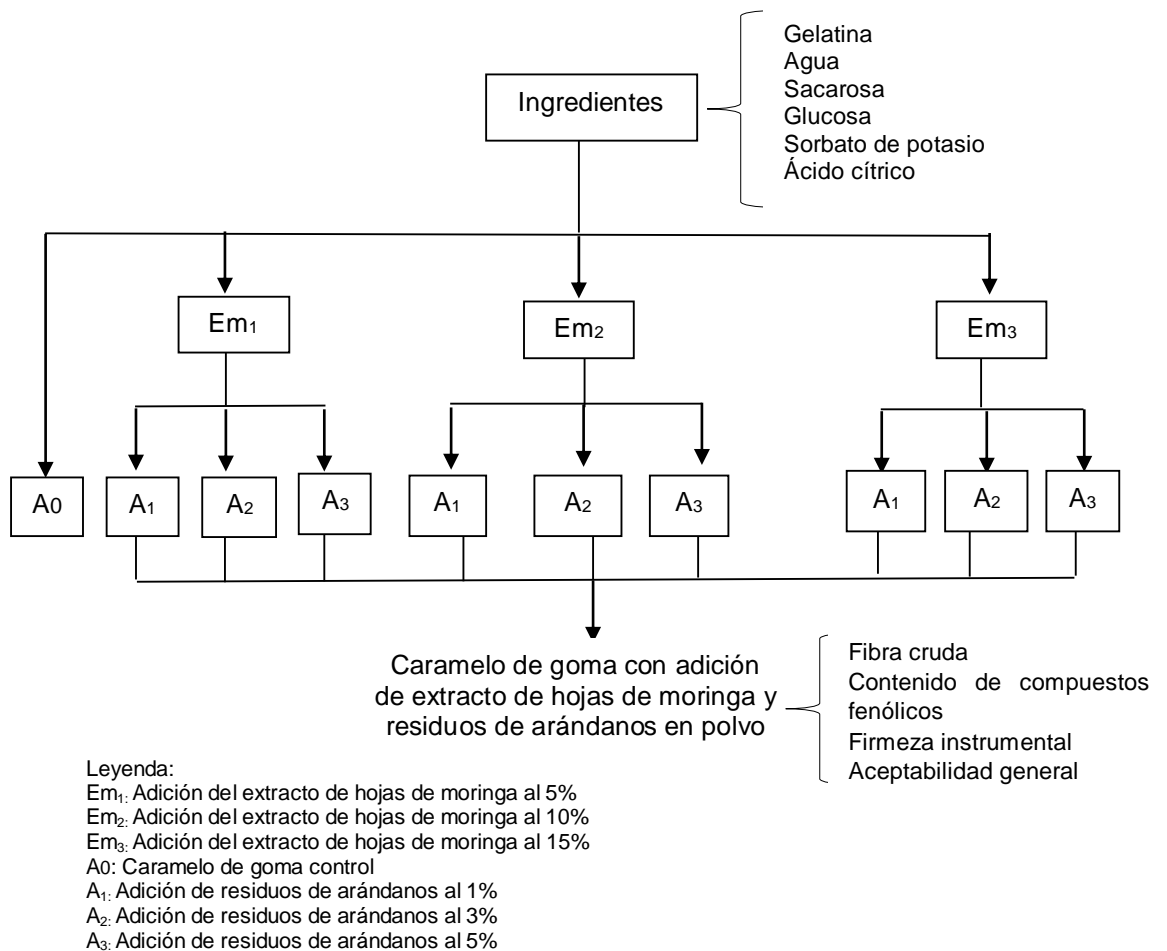 Gelatina
Agua
Sacarosa
Glucosa
Sorbato de potasio
Ácido cítrico
Ingredientes
Em₁
Em₂
Em₃
A0
A₁
A₂
A₃
A₁
A₂
A₃
A₁
A₂
A₃
Caramelo de goma con adición
de extracto de hojas de moringa y
residuos de arándanos en polvo
Fibra cruda
Contenido de compuestos
fenólicos
Firmeza instrumental
Aceptabilidad general
Leyenda:
Em₁: Adición del extracto de hojas de moringa al 5%
Em₂: Adición del extracto de hojas de moringa al 10%
Em₃: Adición del extracto de hojas de moringa al 15%
A0: Caramelo de goma control
A₁: Adición de residuos de arándanos al 1%
A₂: Adición de residuos de arándanos al 3%
A₃: Adición de residuos de arándanos al 5%